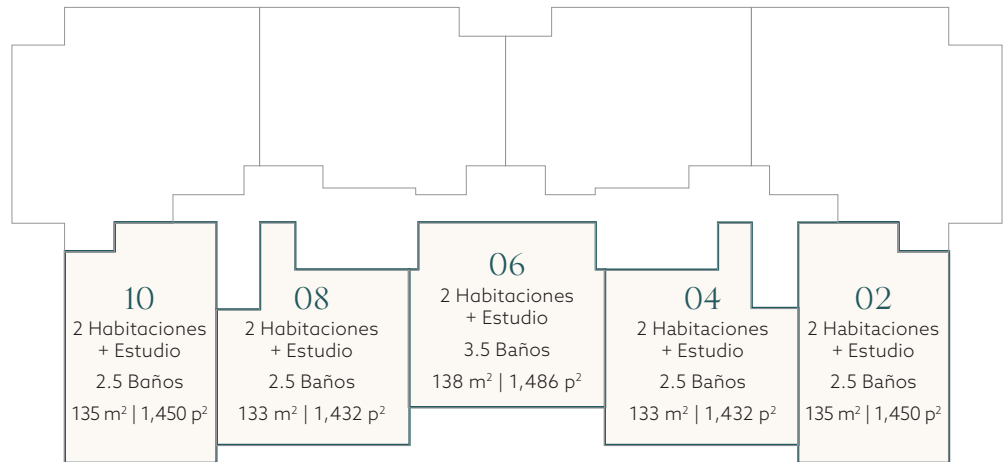 10
2 Habitaciones
+ Estudio
2.5 Baños
135 m² | 1,450 p²
08
2 Habitaciones
+ Estudio
2.5 Baños
133 m² | 1,432 p²
06
2 Habitaciones
+ Estudio
3.5 Baños
138 m² | 1,486 p²
04
2 Habitaciones
+ Estudio
2.5 Baños
133 m² | 1,432 p²
02
2 Habitaciones
+ Estudio
2.5 Baños
135 m² | 1,450 p²